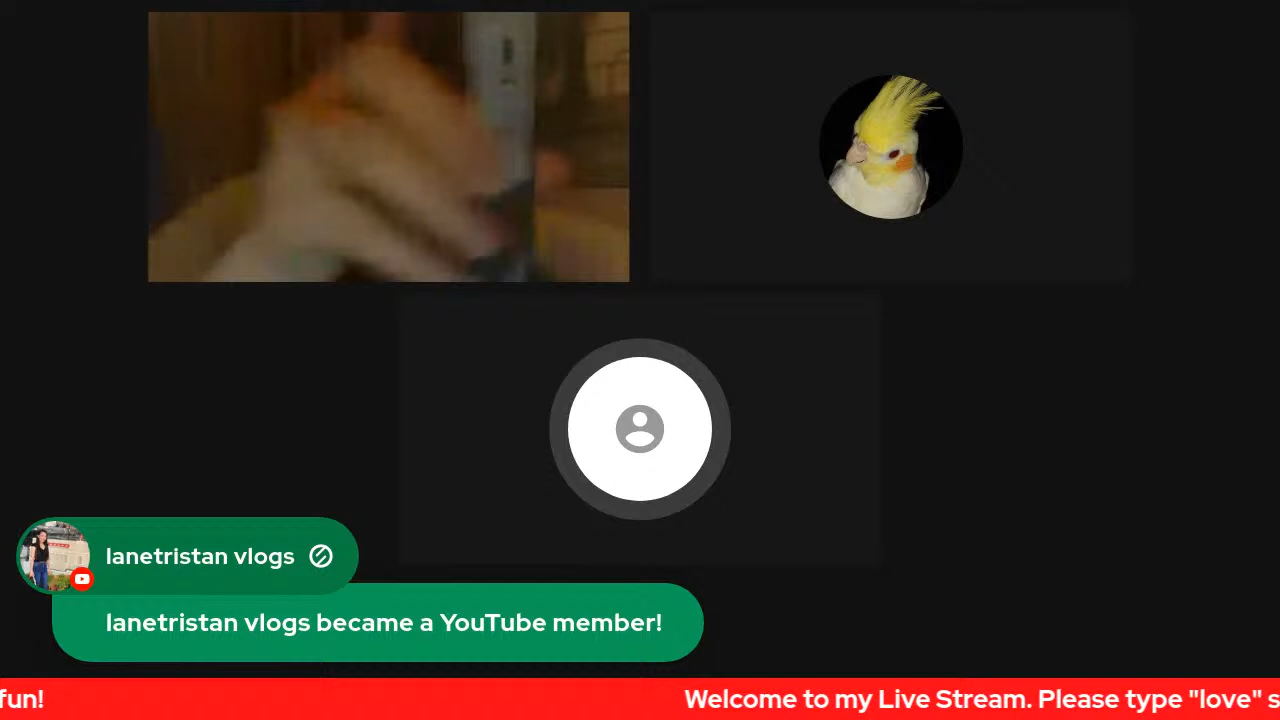 lanetristan vlogs
lanetristan vlogs became a YouTube member!
fun! Welcome to my Live Stream. Please type "love" s